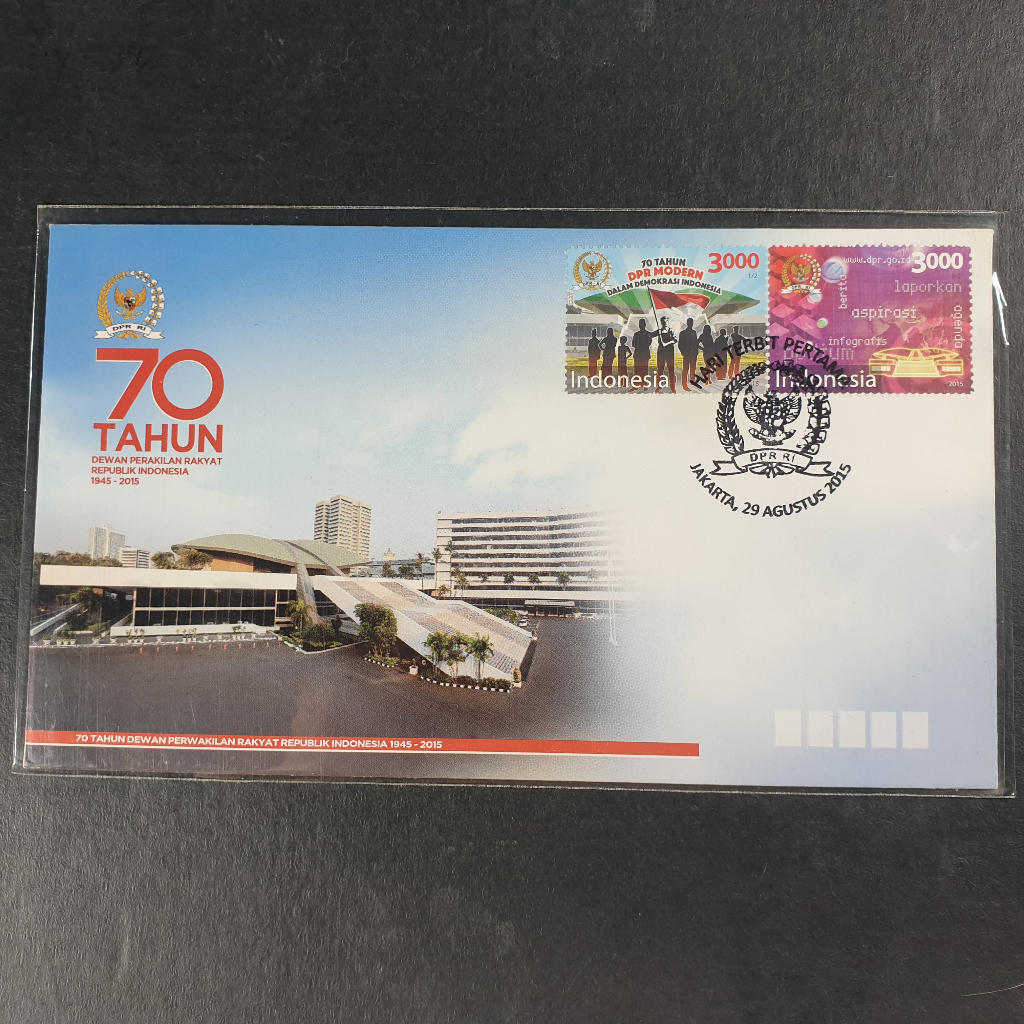 DPR RI
70
TAHUN
DEWAN PERAKILAN RAKYAT
REPUBLIK INDONESIA
1945 - 2015
70 TAHUN
DPR MODERN
DALAM DEMOKRASI INDONESIA
3000
1/2
Indonesia
www.dpr.go.id
3000
berita
laporkan
aspirasi
agenda
infografis
Indonesia
2015
HARI TERBIT PERTAMA
DPR RI
JAKARTA, 29 AGUSTUS 2015
70 TAHUN DEWAN PERWAKILAN RAKYAT REPUBLIK INDONESIA 1945 - 2015